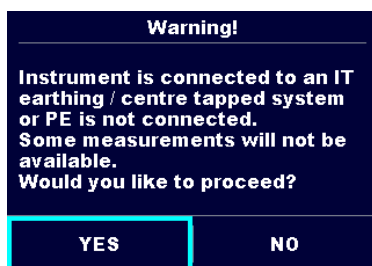 Warning!
Instrument is connected to an IT
earthing / centre tapped system
or PE is not connected.
Some measurements will not be
available.
Would you like to proceed?
YES
NO